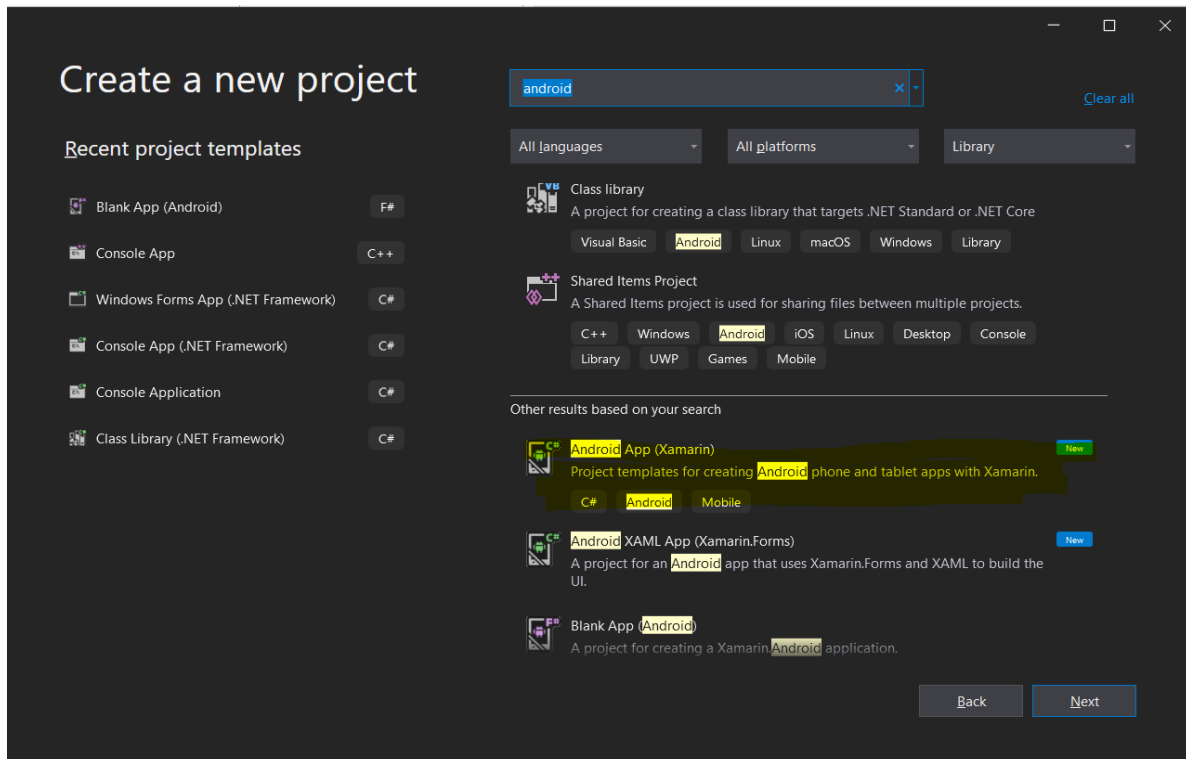 Create a new project
android
Clear all
Recent project templates
All languages
All platforms
Library
Blank App (Android)
F#
Console App
C++
Windows Forms App (.NET Framework)
C#
Console App (.NET Framework)
C#
Console Application
C#
Class Library (.NET Framework)
C#
VB
Class library
A project for creating a class library that targets .NET Standard or .NET Core
Visual Basic Android Linux macOS Windows Library
Shared Items Project
A Shared Items project is used for sharing files between multiple projects.
C++ Windows Android iOS Linux Desktop Console
Library UWP Games Mobile
Other results based on your search
C#
Android App (Xamarin)
New
Project templates for creating Android phone and tablet apps with Xamarin.
C# Android Mobile
C#
Android XAML App (Xamarin.Forms)
New
A project for an Android app that uses Xamarin.Forms and XAML to build the
UI.
F#
Blank App (Android)
A project for creating a Xamarin.Android application.
Back
Next